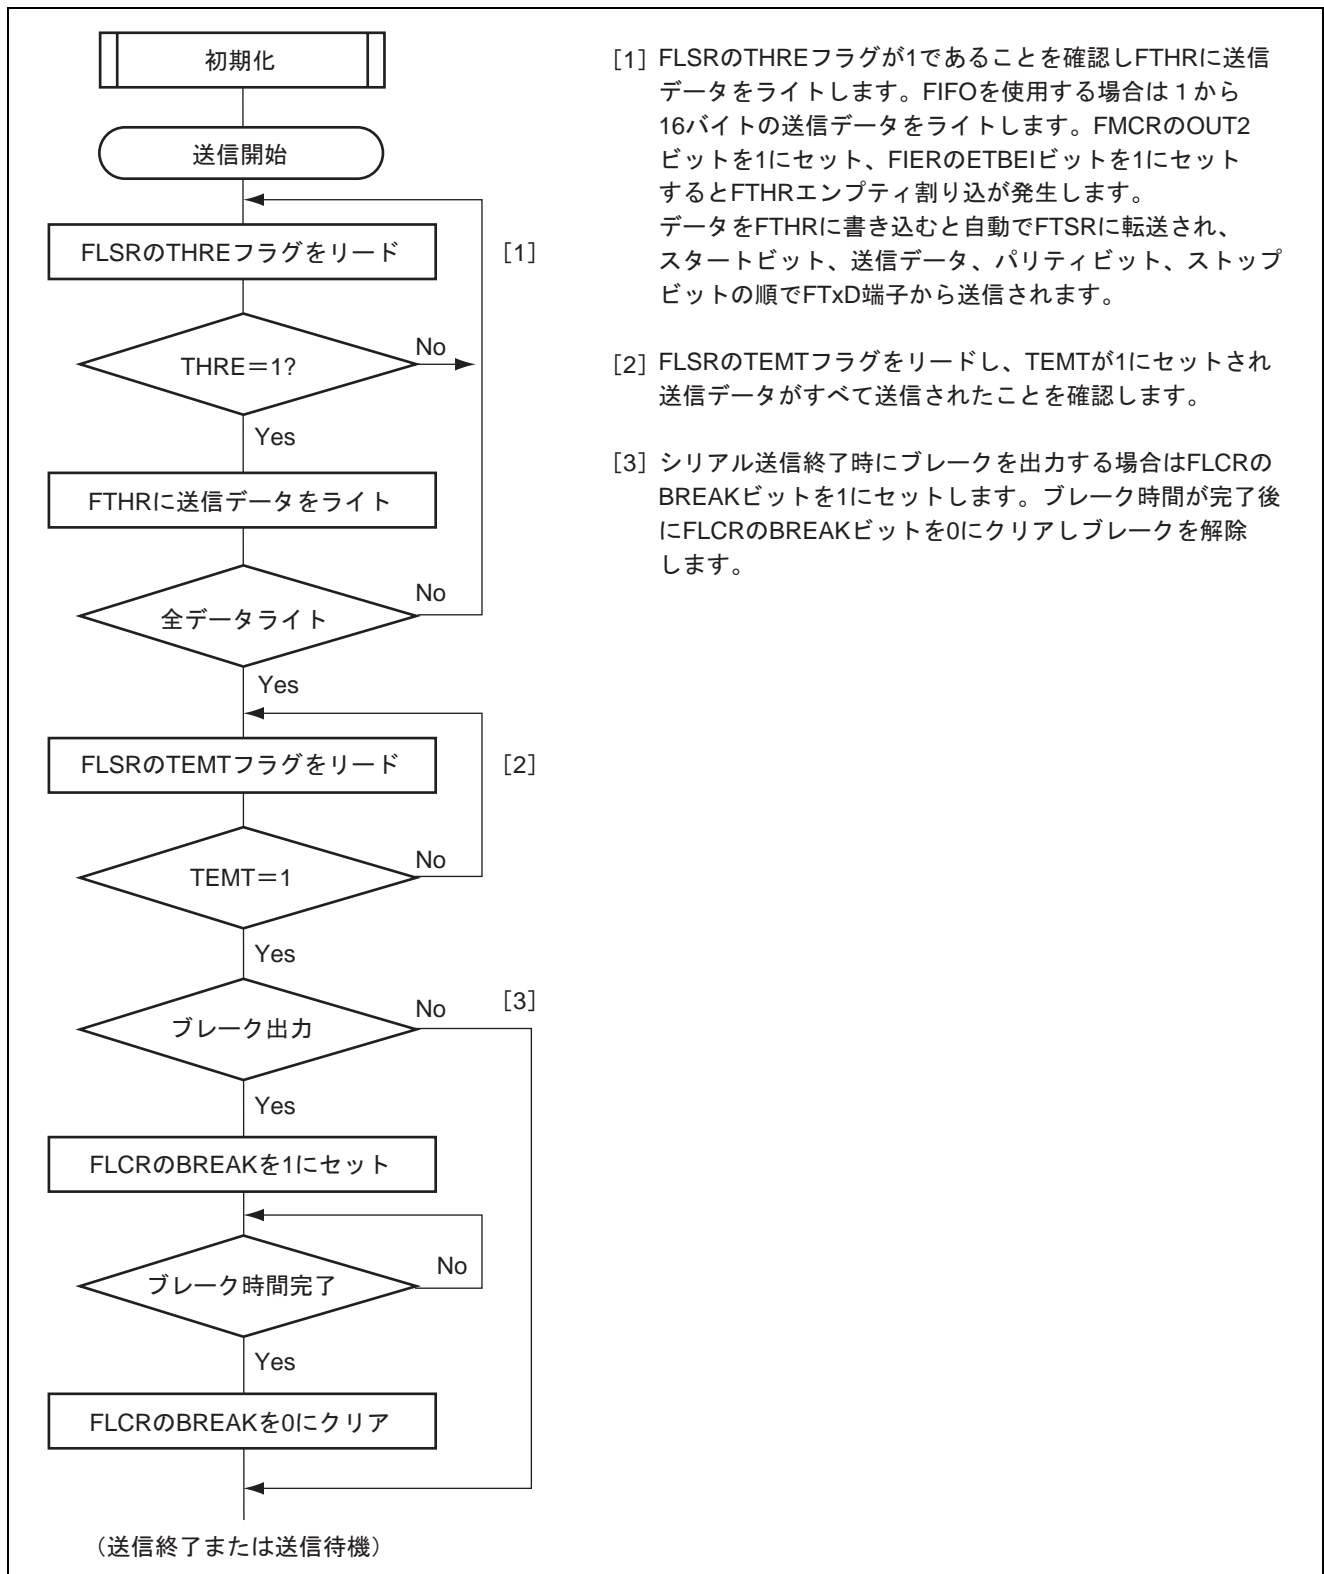 初期化
送信開始
FLSRのTHREフラグをリード
[1]
THRE＝1?
No
Yes
FTHRに送信データをライト
全データライト
No
Yes
FLSRのTEMTフラグをリード
[2]
TEMT＝1
No
Yes
ブレーク出力
No
[3]
Yes
FLCRのBREAKを1にセット
ブレーク時間完了
No
Yes
FLCRのBREAKを0にクリア
（送信終了または送信待機）
[1] FLSRのTHREフラグが1であることを確認しFTHRに送信
データをライトします。FIFOを使用する場合は１から
16バイトの送信データをライトします。FMCRのOUT2
ビットを1にセット、FIERのETBEIビットを1にセット
するとFTHRエンプティ割り込が発生します。
データをFTHRに書き込むと自動でFTSRに転送され、
スタートビット、送信データ、パリティビット、ストップ
ビットの順でFTxD端子から送信されます。
[2] FLSRのTEMTフラグをリードし、TEMTが1にセットされ
送信データがすべて送信されたことを確認します。
[3] シリアル送信終了時にブレークを出力する場合はFLCRの
BREAKビットを1にセットします。ブレーク時間が完了後
にFLCRのBREAKビットを0にクリアしブレークを解除
します。